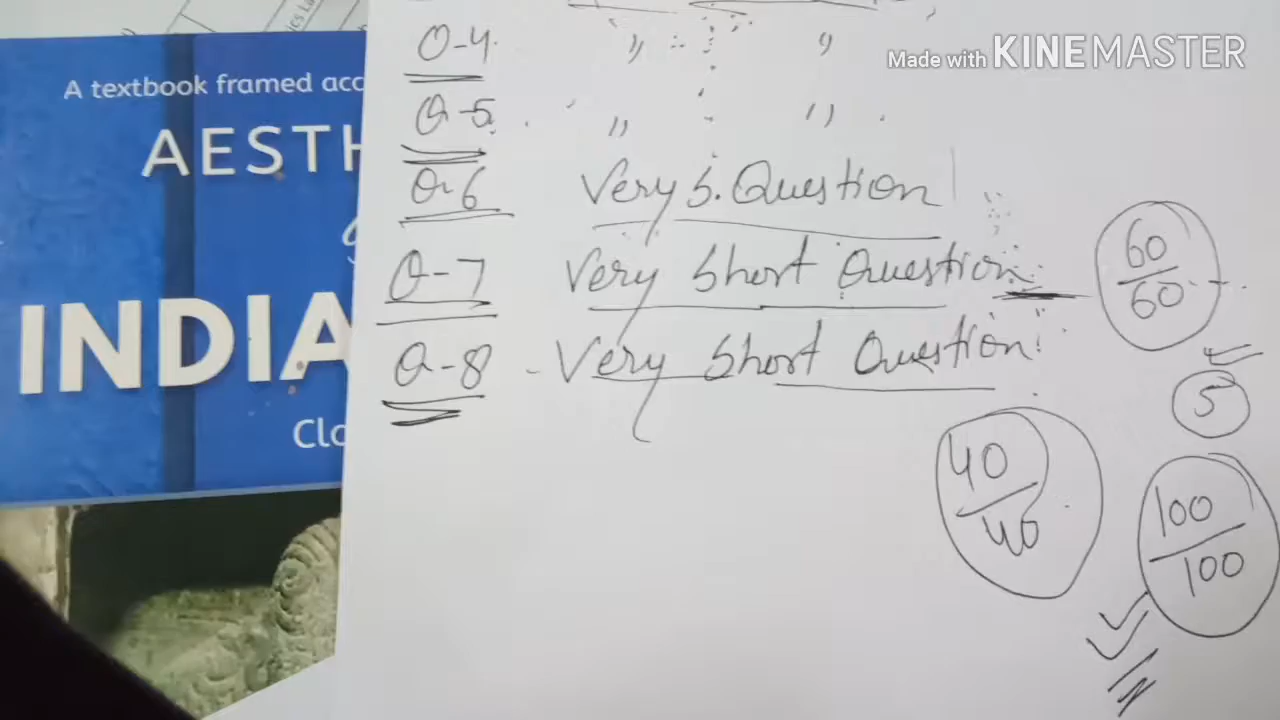 Made with KINEMASTER
A textbook framed acc
AESTH
INDIA
Cla
Q-4. " "
Q-5. " "
Q-6 Very S. Question
Q-7 Very Short Question
Q-8 - Very Short Question
60/60
5
40/40
100/100